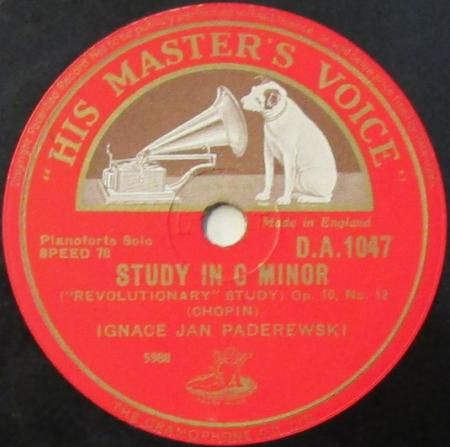 "HIS MASTER'S VOICE"
Made in England
Pianoforte Solo
SPEED 78
D.A.1047
STUDY IN C MINOR
("REVOLUTIONARY" STUDY) Op. 10, No. 12
(CHOPIN)
IGNACE JAN PADEREWSKI
5988
THE GRAMOPHONE CO.